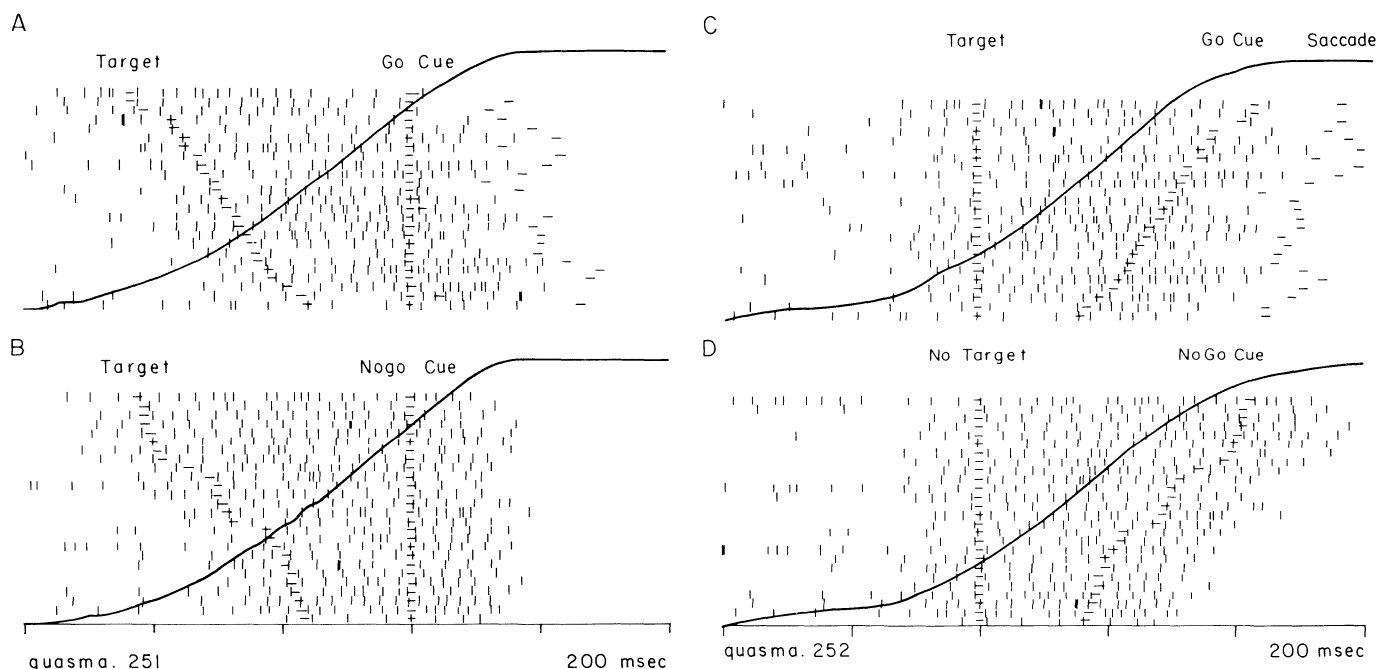 A
Target Go Cue
B
Target Nogo Cue
quasma. 251 200 msec
C
Target Go Cue Saccade
D
No Target NoGo Cue
quasma. 252 200 msec